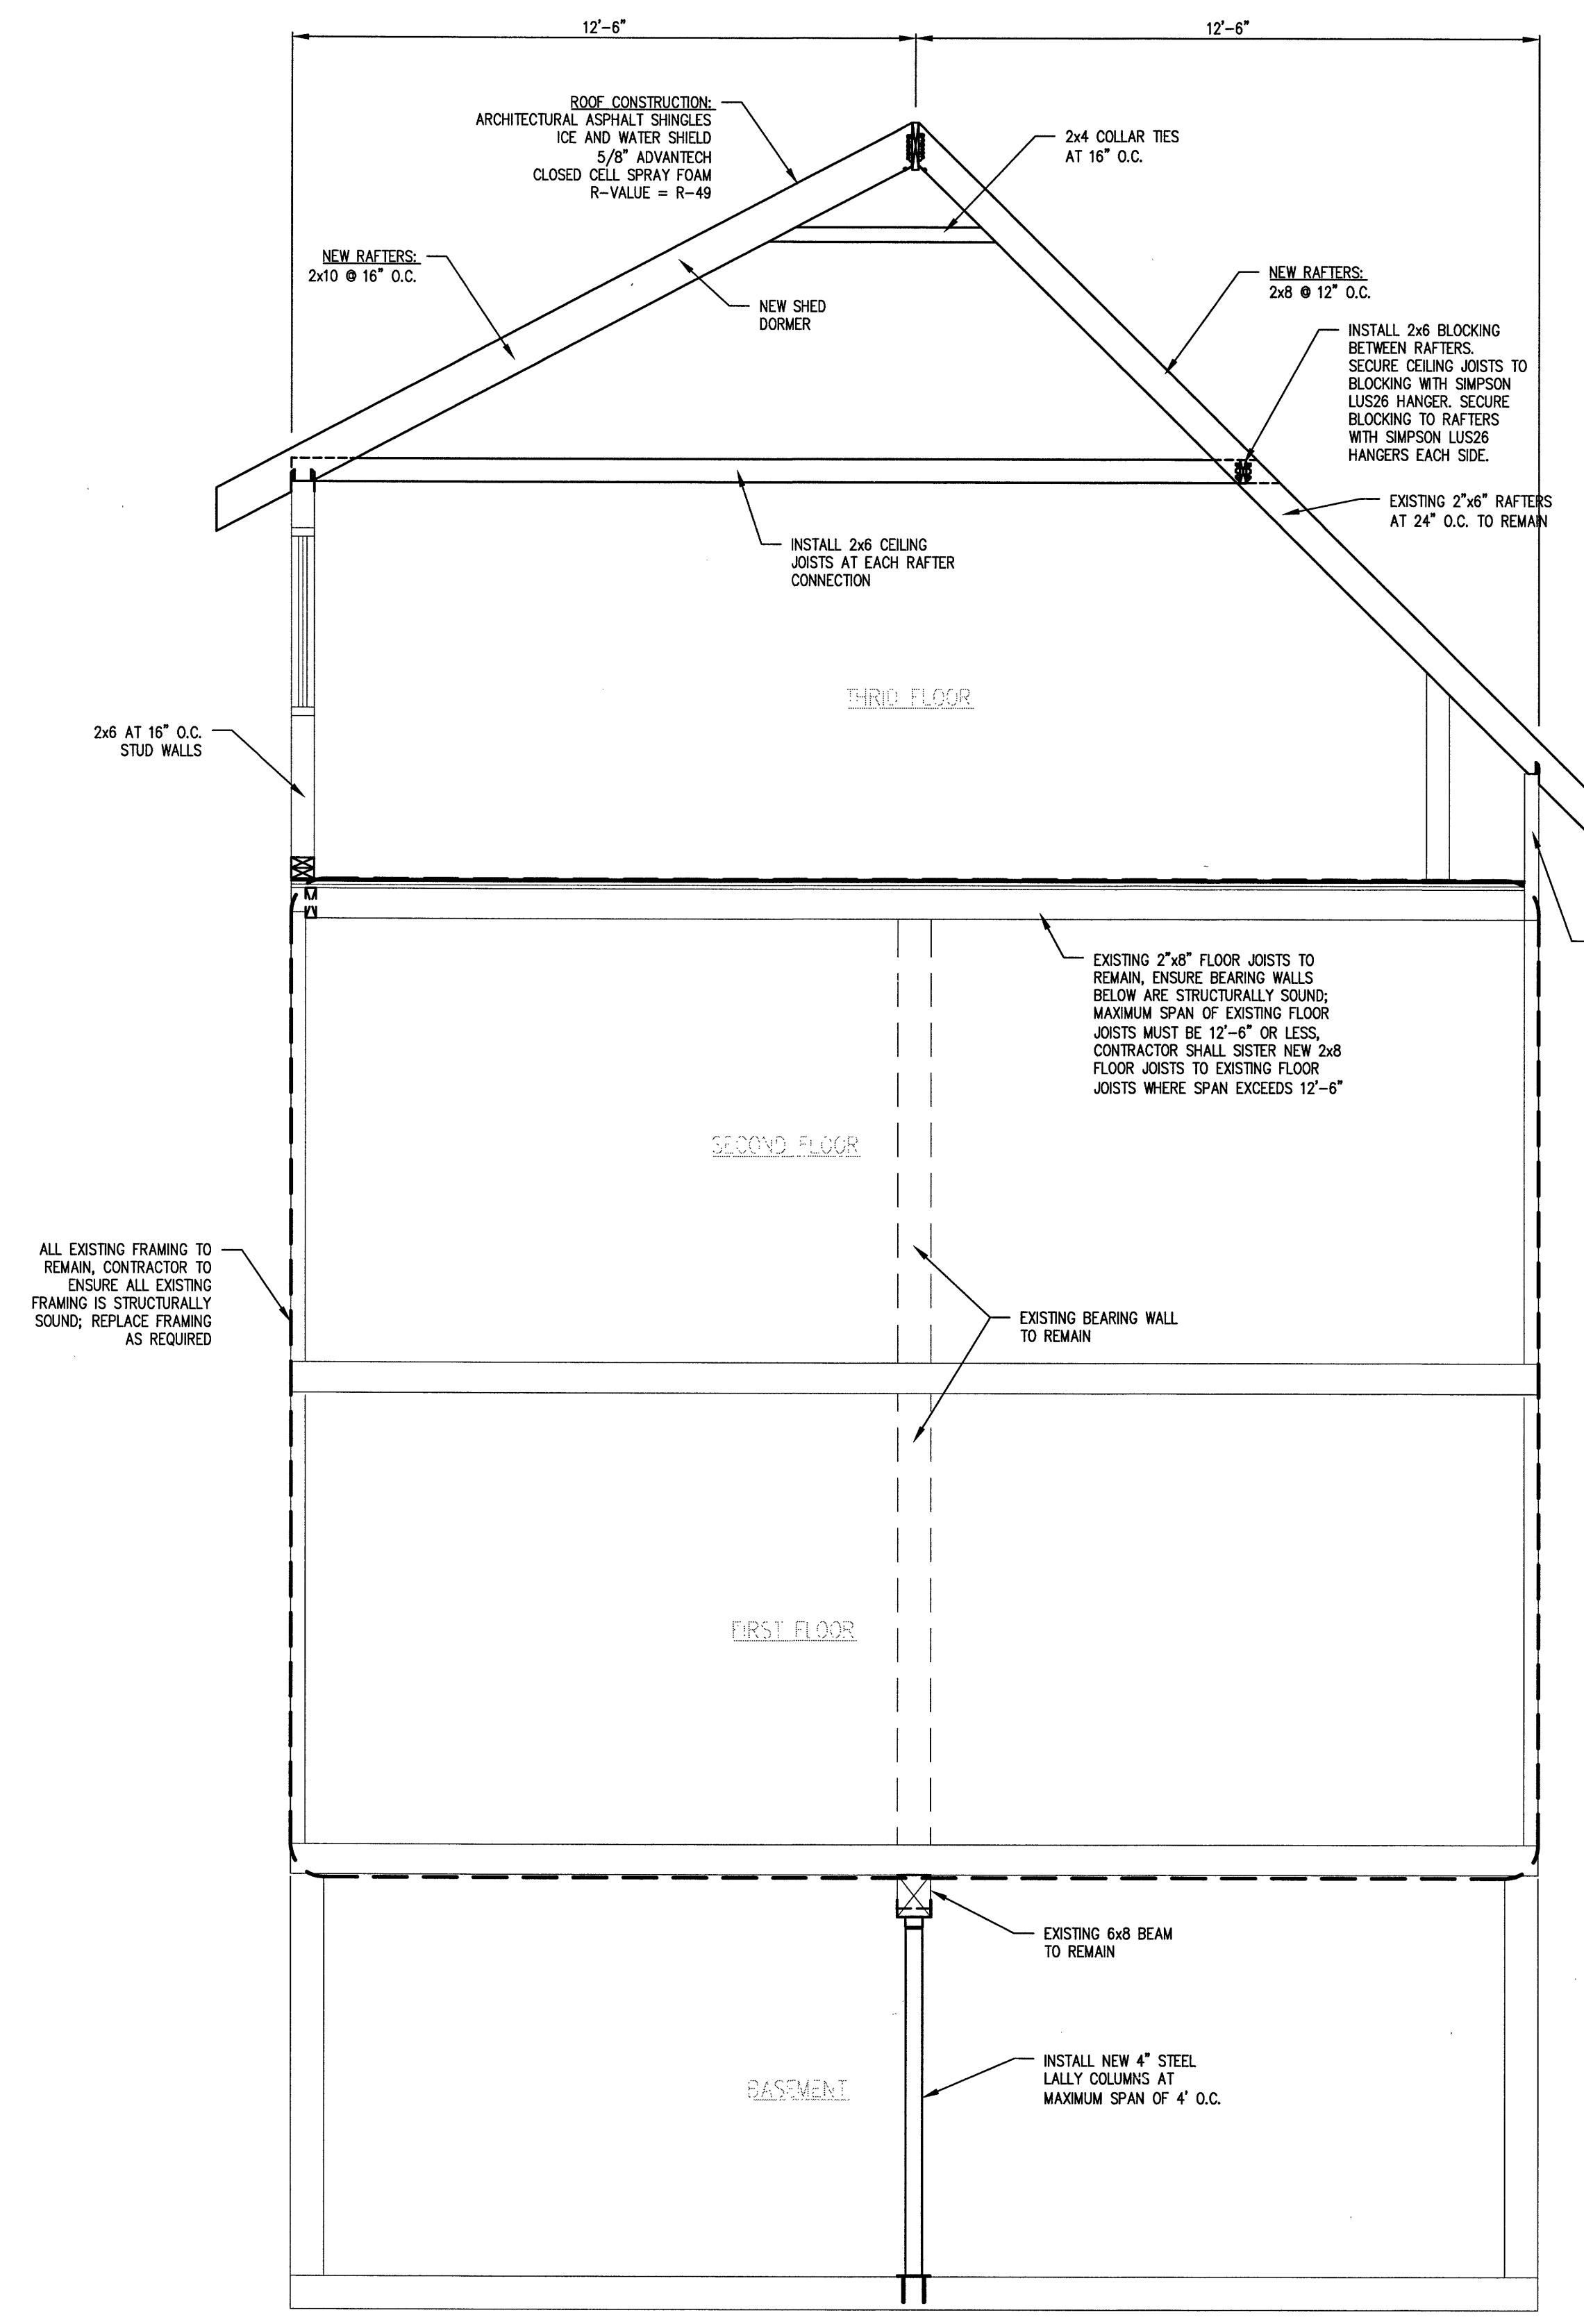 12'-6"
12'-6"
ROOF CONSTRUCTION:
ARCHITECTURAL ASPHALT SHINGLES
ICE AND WATER SHIELD
5/8" ADVANTECH
CLOSED CELL SPRAY FOAM
R-VALUE = R-49
2x4 COLLAR TIES
AT 16" O.C.
NEW RAFTERS:
2x10 @ 16" O.C.
NEW SHED
DORMER
NEW RAFTERS:
2x8 @ 12" O.C.
INSTALL 2x6 BLOCKING
BETWEEN RAFTERS.
SECURE CEILING JOISTS TO
BLOCKING WITH SIMPSON
LUS26 HANGER. SECURE
BLOCKING TO RAFTERS
WITH SIMPSON LUS26
HANGERS EACH SIDE.
EXISTING 2"x6" RAFTERS
AT 24" O.C. TO REMAIN
INSTALL 2x6 CEILING
JOISTS AT EACH RAFTER
CONNECTION
THRID FLOOR
2x6 AT 16" O.C.
STUD WALLS
EXISTING 2"x8" FLOOR JOISTS TO
REMAIN, ENSURE BEARING WALLS
BELOW ARE STRUCTURALLY SOUND;
MAXIMUM SPAN OF EXISTING FLOOR
JOISTS MUST BE 12'-6" OR LESS,
CONTRACTOR SHALL SISTER NEW 2x8
FLOOR JOISTS TO EXISTING FLOOR
JOISTS WHERE SPAN EXCEEDS 12'-6"
SECOND FLOOR
ALL EXISTING FRAMING TO
REMAIN, CONTRACTOR TO
ENSURE ALL EXISTING
FRAMING IS STRUCTURALLY
SOUND; REPLACE FRAMING
AS REQUIRED
EXISTING BEARING WALL
TO REMAIN
FIRST FLOOR
EXISTING 6x8 BEAM
TO REMAIN
INSTALL NEW 4" STEEL
LALLY COLUMNS AT
MAXIMUM SPAN OF 4' O.C.
BASEMENT